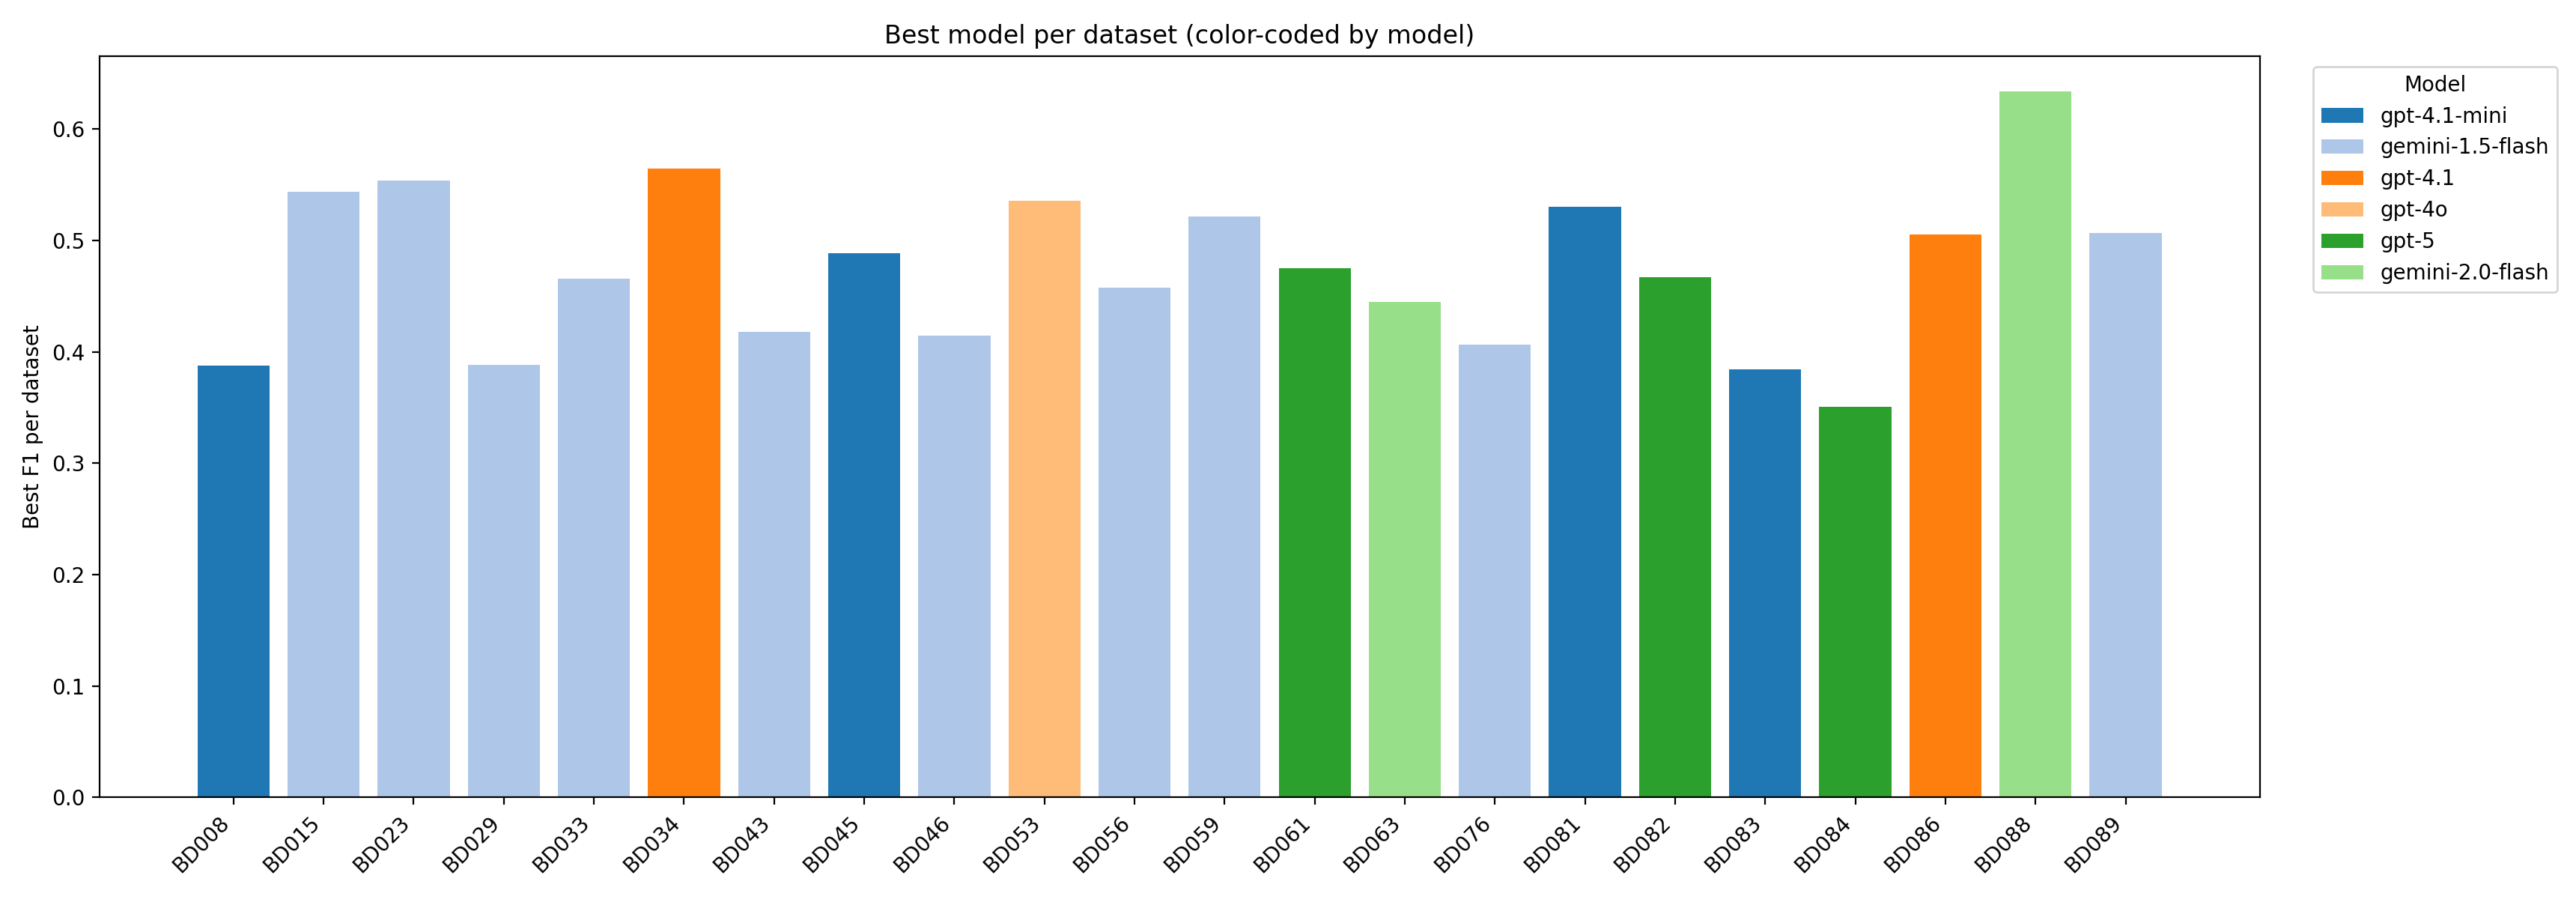 Best model per dataset (color-coded by model)
Best F1 per dataset
0.6
0.5
0.4
0.3
0.2
0.1
0.0
BD008
BD015
BD023
BD029
BD033
BD034
BD043
BD045
BD046
BD053
BD056
BD059
BD061
BD063
BD076
BD081
BD082
BD083
BD084
BD086
BD088
BD089
Model
gpt-4.1-mini
gemini-1.5-flash
gpt-4.1
gpt-4o
gpt-5
gemini-2.0-flash